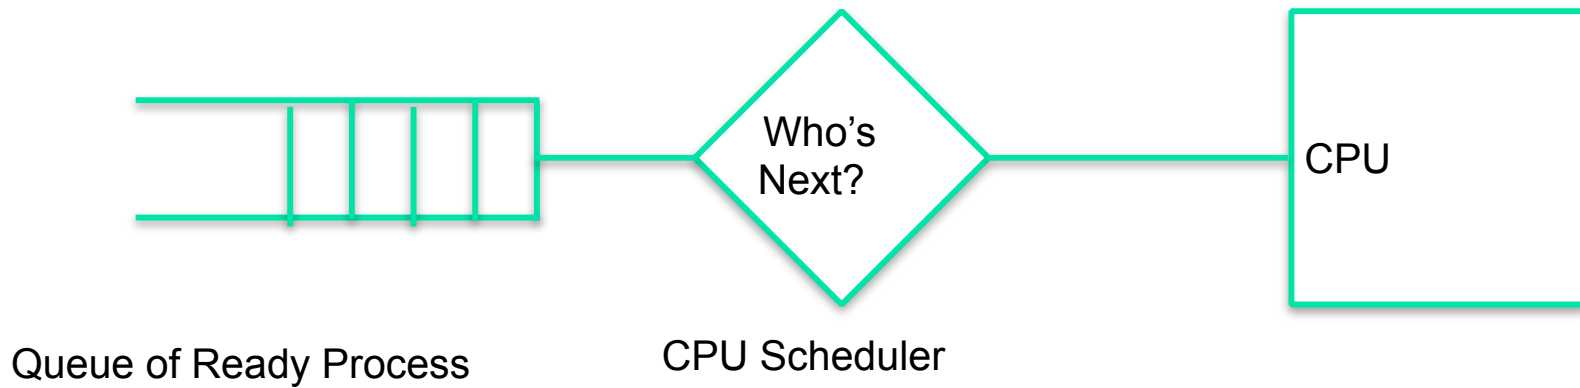 Who’s
Next?
CPU
Queue of Ready Process
CPU Scheduler